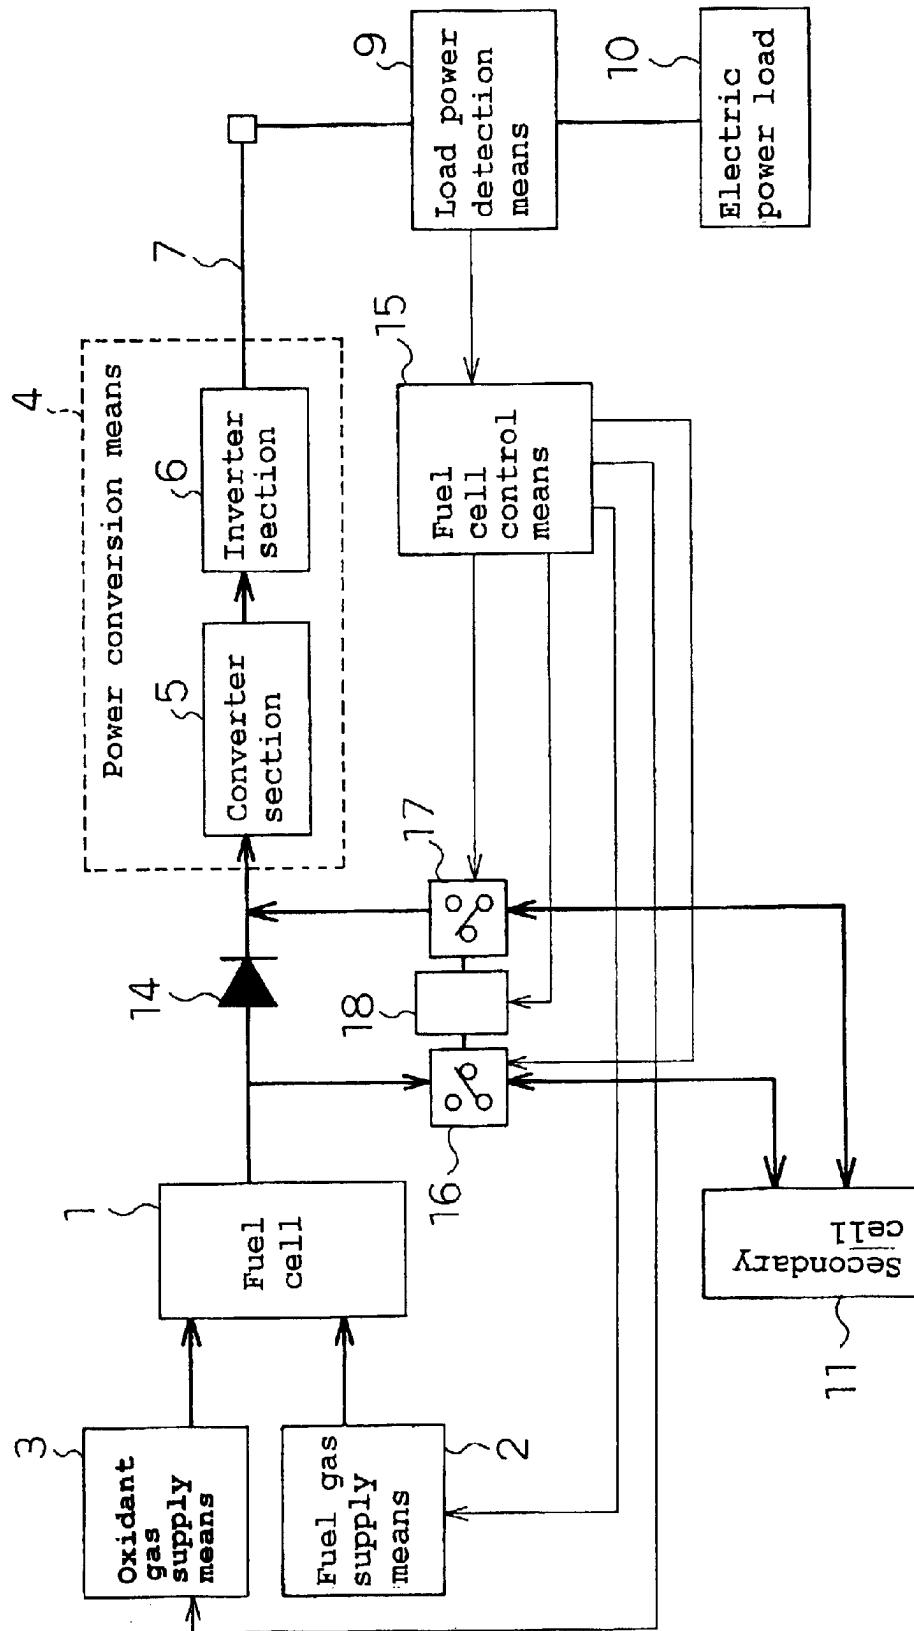 4
Power conversion means
3
Oxidant
gas
supply
means
1
Fuel
cell
14
5
Converter
section
6
Inverter
section
7
2
Fuel gas
supply
means
16
18
17
15
Fuel
cell
control
means
9
Load power
detection
means
11
Secondary
cell
10
Electric
power load